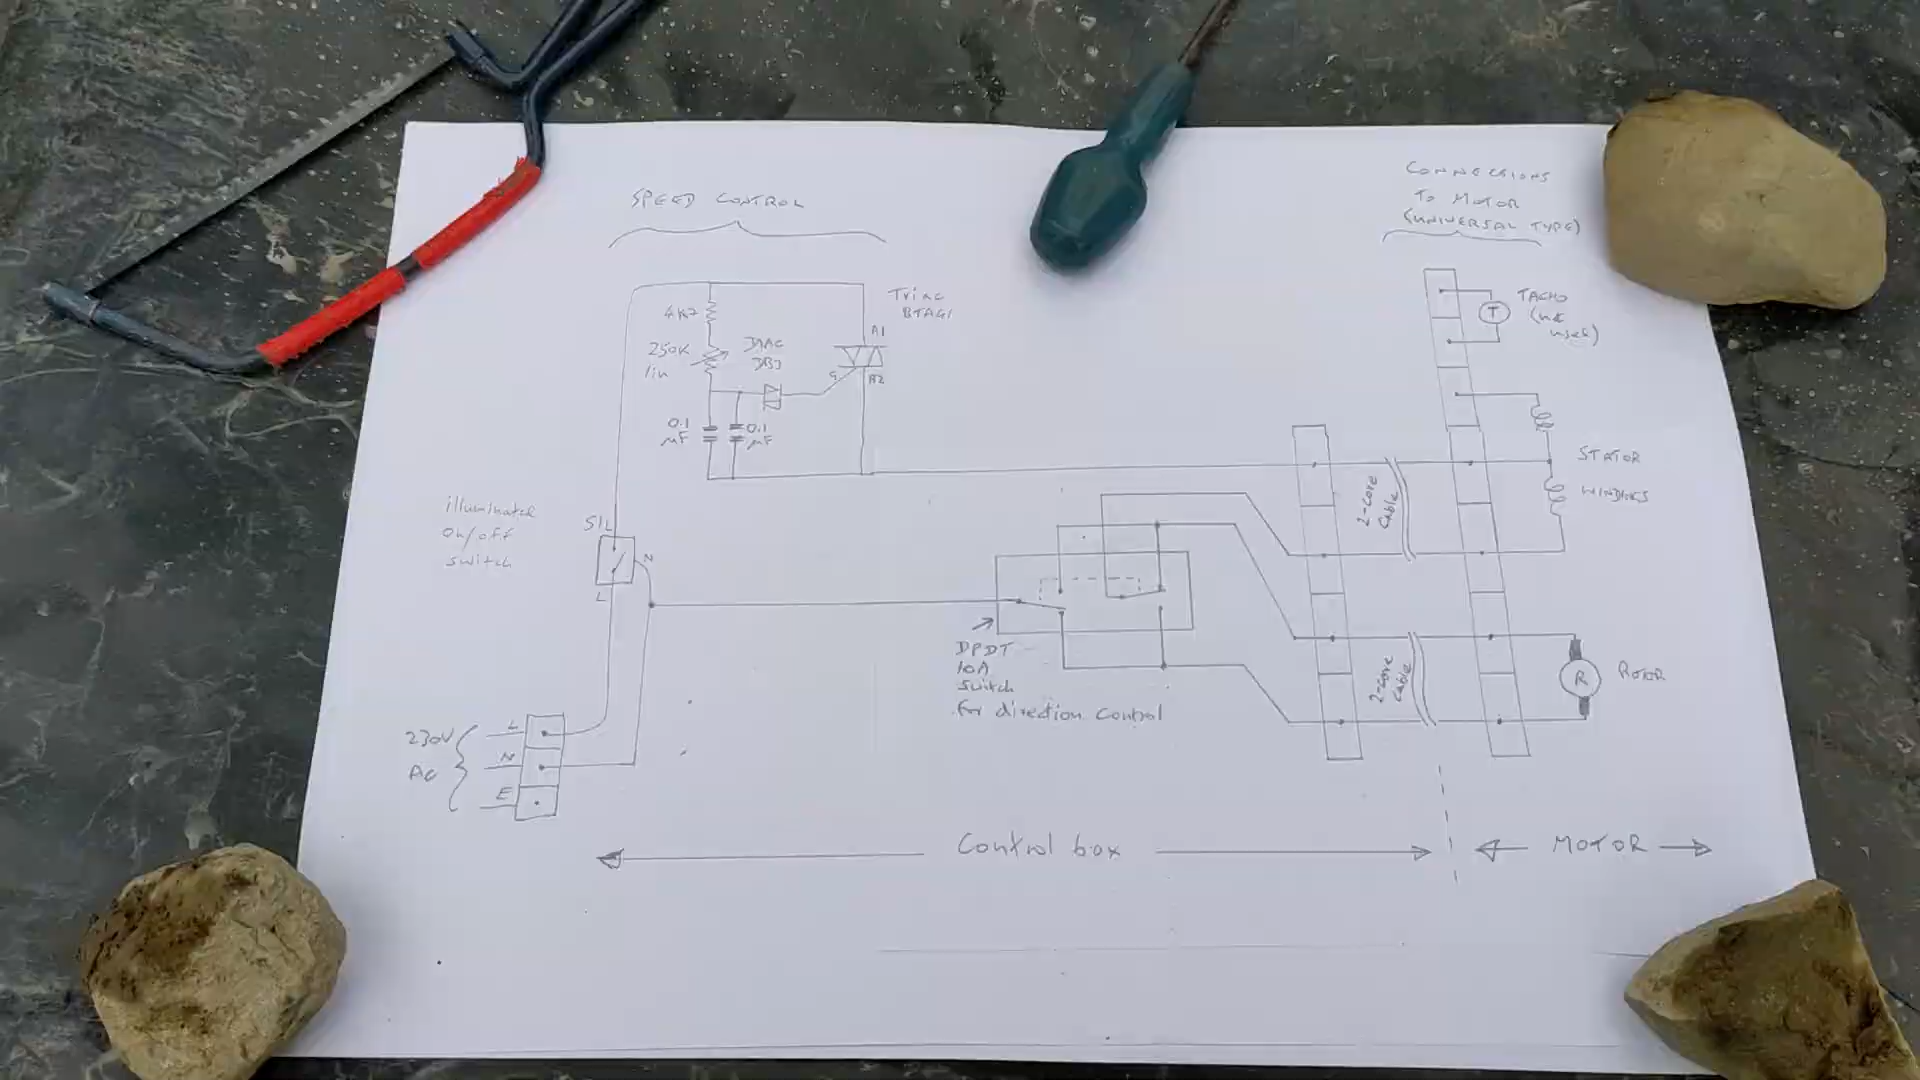 SPEED CONTROL
CONNECTIONS
TO MOTOR
(UNIVERSAL TYPE)
Triac
BTA41
4K7
A1
250K
lin
DIAC
DB3
G
A2
0.1
µF
0.1
µF
T
TACHO
(not
used)
STATOR
WINDINGS
2-core
cable
illuminated
on/off
switch
S/L
N
L
DPDT
10A
switch
for direction control
2-core
cable
R
ROTOR
230V
AC
L
N
E
Control box
MOTOR